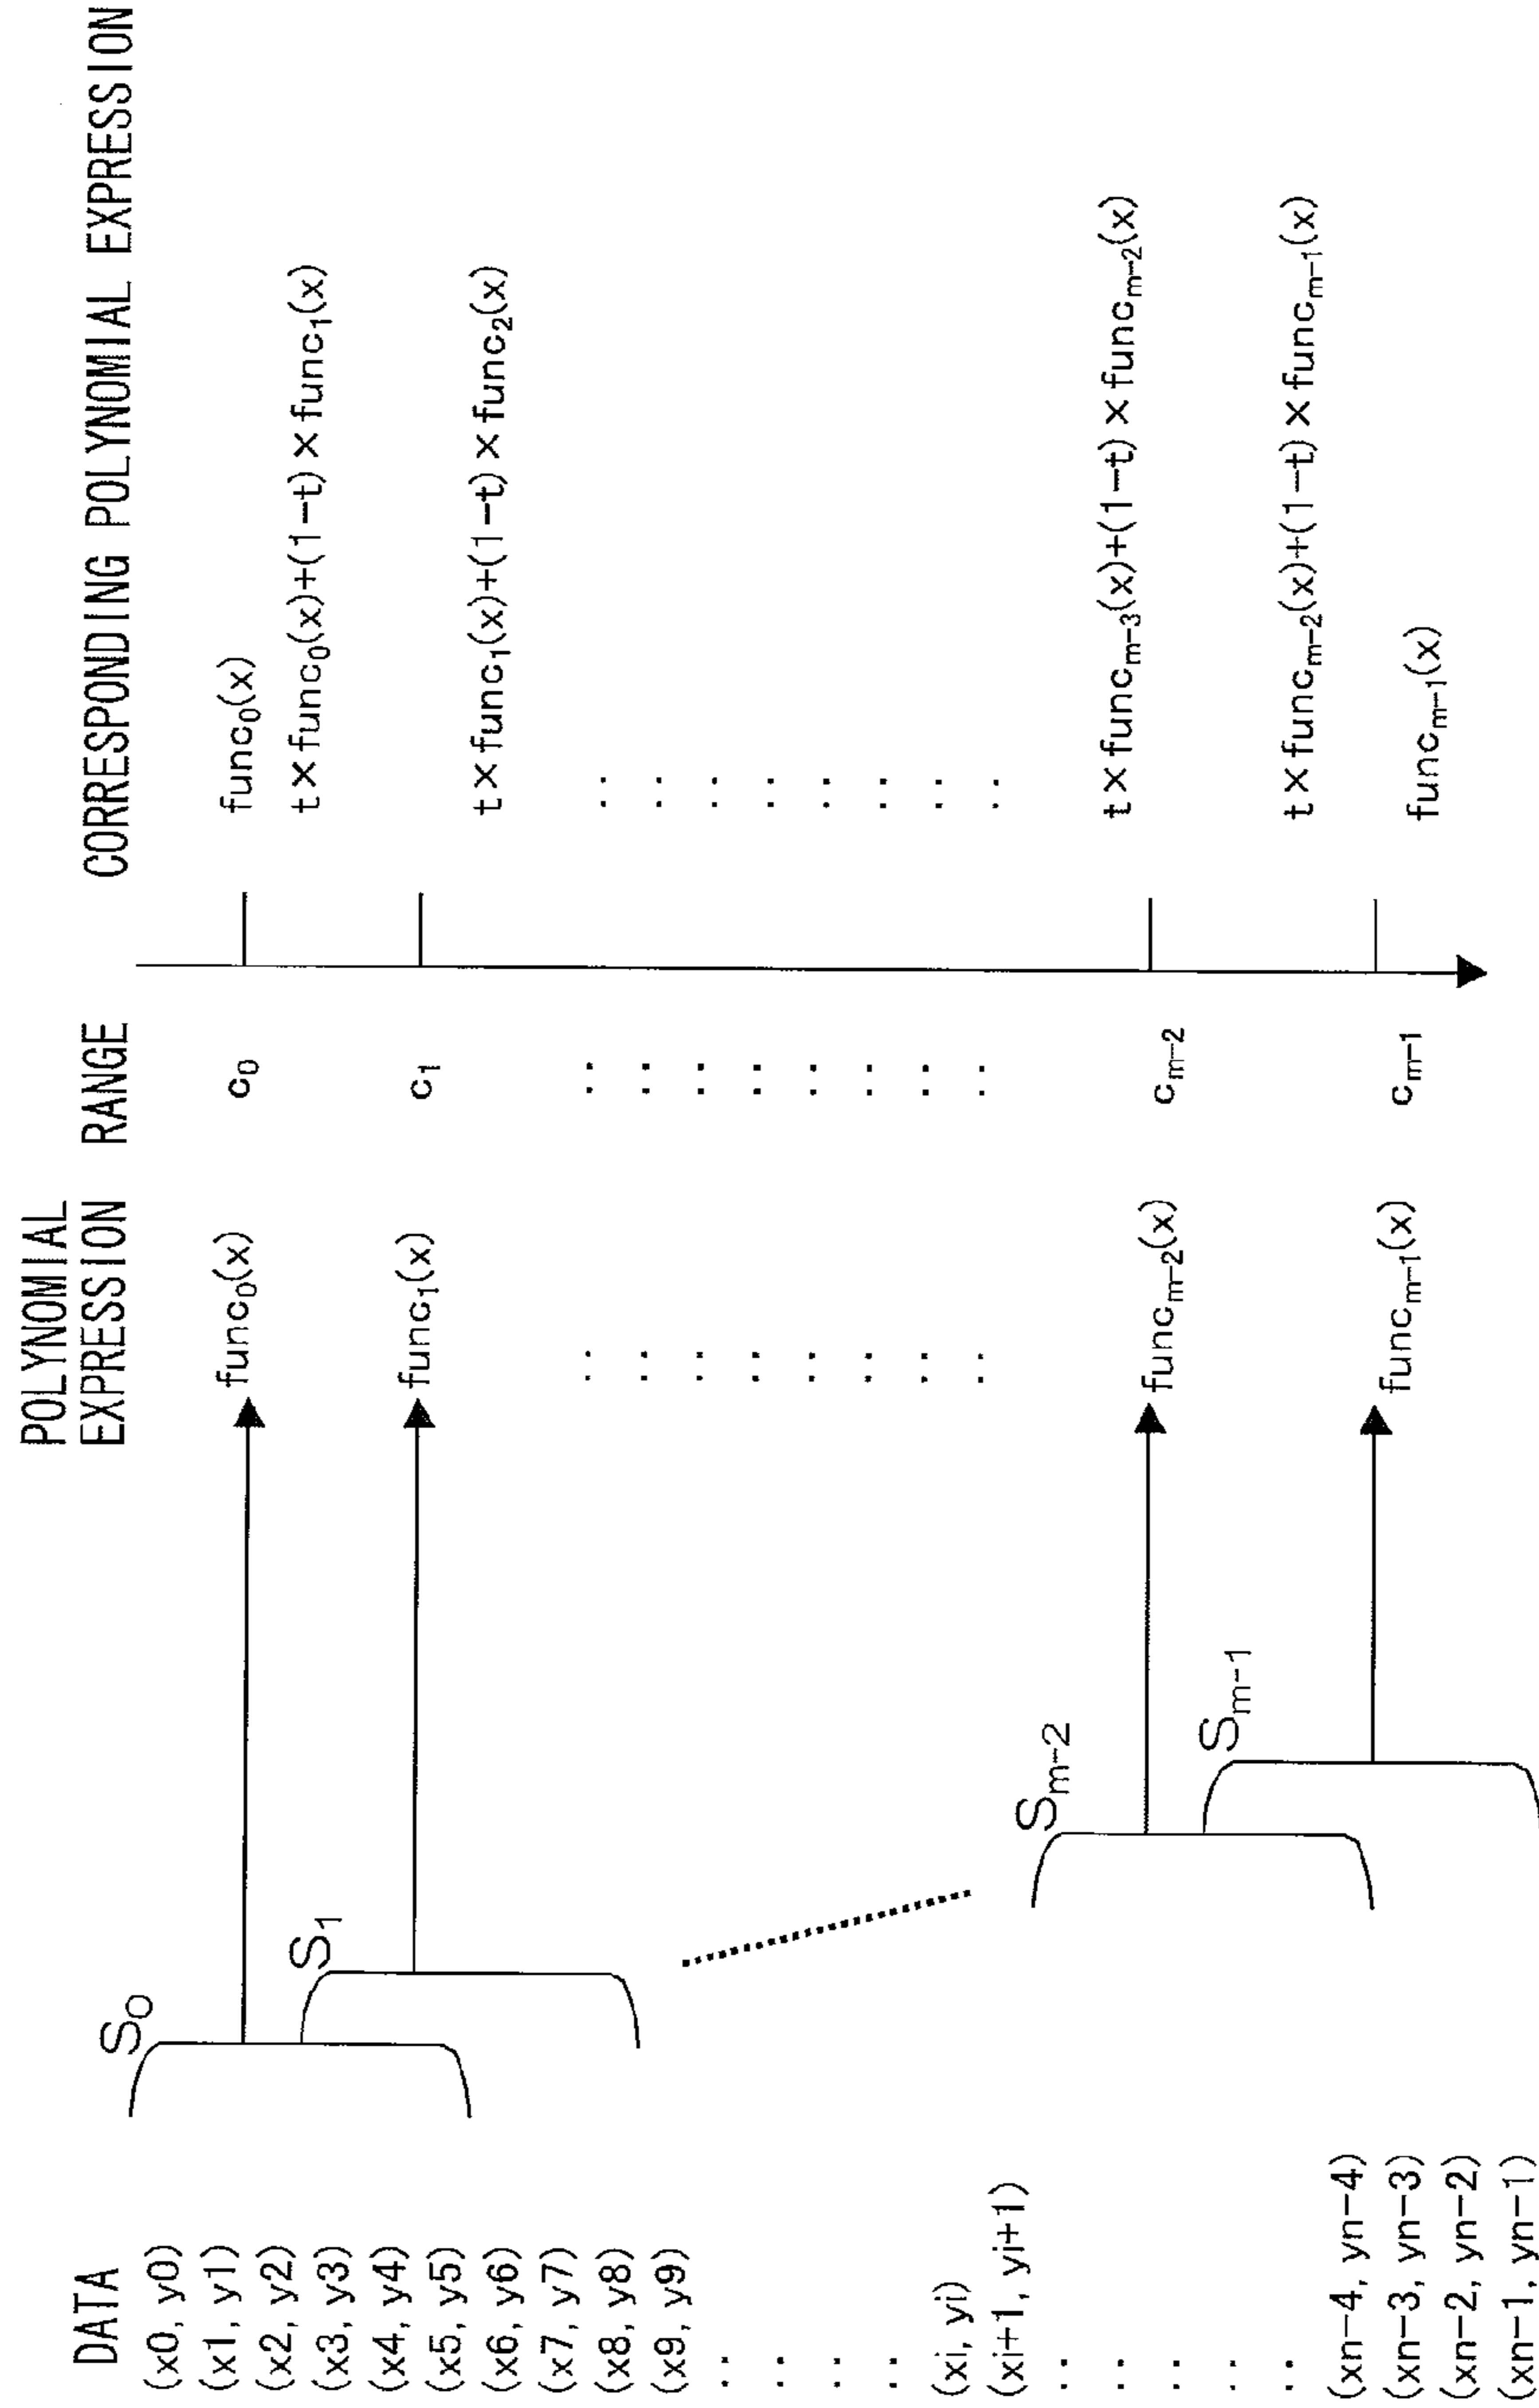 DATA
(x0, y0)
(x1, y1)
(x2, y2)
(x3, y3)
(x4, y4)
(x5, y5)
(x6, y6)
(x7, y7)
(x8, y8)
(x9, y9)
(xi, yi)
(xi+1, yi+1)
(xn-4, yn-4)
(xn-3, yn-3)
(xn-2, yn-2)
(xn-1, yn-1)
S₀
S₁
Sₘ₋₂
Sₘ₋₁
POLYNOMIAL
EXPRESSION
func₀(x)
func₁(x)
funcₘ₋₂(x)
funcₘ₋₁(x)
RANGE
c₀
c₁
cₘ₋₂
cₘ₋₁
CORRESPONDING POLYNOMIAL EXPRESSION
func₀(x)
t×func₀(x)+(1-t)×func₁(x)
t×func₁(x)+(1-t)×func₂(x)
t×funcₘ₋₃(x)+(1-t)×funcₘ₋₂(x)
t×funcₘ₋₂(x)+(1-t)×funcₘ₋₁(x)
funcₘ₋₁(x)